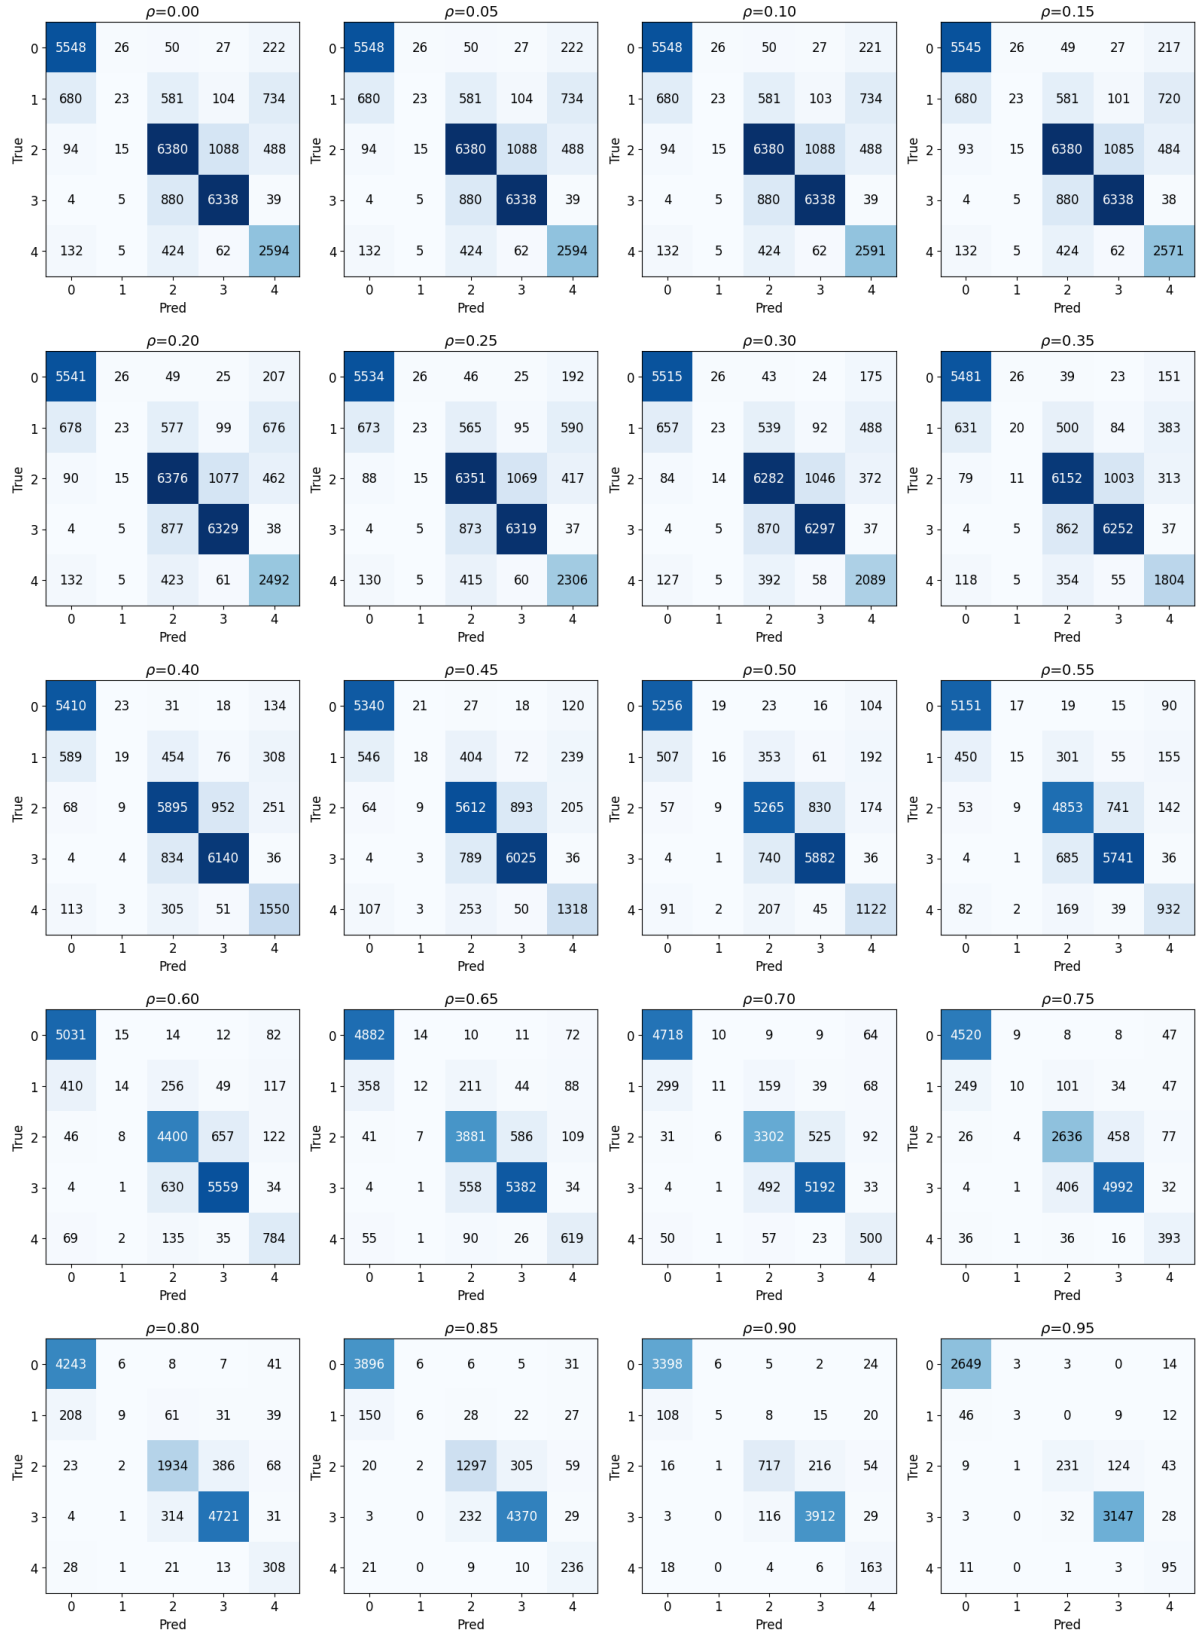 ρ=0.00 ρ=0.05 ρ=0.10 ρ=0.15
0 5548 26 50 27 222 0 5548 26 50 27 222 0 5548 26 50 27 221 0 5545 26 49 27 217
1 680 23 581 104 734 1 680 23 581 104 734 1 680 23 581 103 734 1 680 23 581 101 720
True 2 94 15 6380 1088 488 True 2 94 15 6380 1088 488 True 2 94 15 6380 1088 488 True 2 93 15 6380 1085 484
3 4 5 880 6338 39 3 4 5 880 6338 39 3 4 5 880 6338 39 3 4 5 880 6338 38
4 132 5 424 62 2594 4 132 5 424 62 2594 4 132 5 424 62 2591 4 132 5 424 62 2571
0 1 2 3 4 0 1 2 3 4 0 1 2 3 4 0 1 2 3 4
Pred Pred Pred Pred
ρ=0.20 ρ=0.25 ρ=0.30 ρ=0.35
0 5541 26 49 25 207 0 5534 26 46 25 192 0 5515 26 43 24 175 0 5481 26 39 23 151
1 678 23 577 99 676 1 673 23 565 95 590 1 657 23 539 92 488 1 631 20 500 84 383
True 2 90 15 6376 1077 462 True 2 88 15 6351 1069 417 True 2 84 14 6282 1046 372 True 2 79 11 6152 1003 313
3 4 5 877 6329 38 3 4 5 873 6319 37 3 4 5 870 6297 37 3 4 5 862 6252 37
4 132 5 423 61 2492 4 130 5 415 60 2306 4 127 5 392 58 2089 4 118 5 354 55 1804
0 1 2 3 4 0 1 2 3 4 0 1 2 3 4 0 1 2 3 4
Pred Pred Pred Pred
ρ=0.40 ρ=0.45 ρ=0.50 ρ=0.55
0 5410 23 31 18 134 0 5340 21 27 18 120 0 5256 19 23 16 104 0 5151 17 19 15 90
1 589 19 454 76 308 1 546 18 404 72 239 1 507 16 353 61 192 1 450 15 301 55 155
True 2 68 9 5895 952 251 True 2 64 9 5612 893 205 True 2 57 9 5265 830 174 True 2 53 9 4853 741 142
3 4 4 834 6140 36 3 4 3 789 6025 36 3 4 1 740 5882 36 3 4 1 685 5741 36
4 113 3 305 51 1550 4 107 3 253 50 1318 4 91 2 207 45 1122 4 82 2 169 39 932
0 1 2 3 4 0 1 2 3 4 0 1 2 3 4 0 1 2 3 4
Pred Pred Pred Pred
ρ=0.60 ρ=0.65 ρ=0.70 ρ=0.75
0 5031 15 14 12 82 0 4882 14 10 11 72 0 4718 10 9 9 64 0 4520 9 8 8 47
1 410 14 256 49 117 1 358 12 211 44 88 1 299 11 159 39 68 1 249 10 101 34 47
True 2 46 8 4400 657 122 True 2 41 7 3881 586 109 True 2 31 6 3302 525 92 True 2 26 4 2636 458 77
3 4 1 630 5559 34 3 4 1 558 5382 34 3 4 1 492 5192 33 3 4 1 406 4992 32
4 69 2 135 35 784 4 55 1 90 26 619 4 50 1 57 23 500 4 36 1 36 16 393
0 1 2 3 4 0 1 2 3 4 0 1 2 3 4 0 1 2 3 4
Pred Pred Pred Pred
ρ=0.80 ρ=0.85 ρ=0.90 ρ=0.95
0 4243 6 8 7 41 0 3896 6 6 5 31 0 3398 6 5 2 24 0 2649 3 3 0 14
1 208 9 61 31 39 1 150 6 28 22 27 1 108 5 8 15 20 1 46 3 0 9 12
True 2 23 2 1934 386 68 True 2 20 2 1297 305 59 True 2 16 1 717 216 54 True 2 9 1 231 124 43
3 4 1 314 4721 31 3 3 0 232 4370 29 3 3 0 116 3912 29 3 3 0 32 3147 28
4 28 1 21 13 308 4 21 0 9 10 236 4 18 0 4 6 163 4 11 0 1 3 95
0 1 2 3 4 0 1 2 3 4 0 1 2 3 4 0 1 2 3 4
Pred Pred Pred Pred